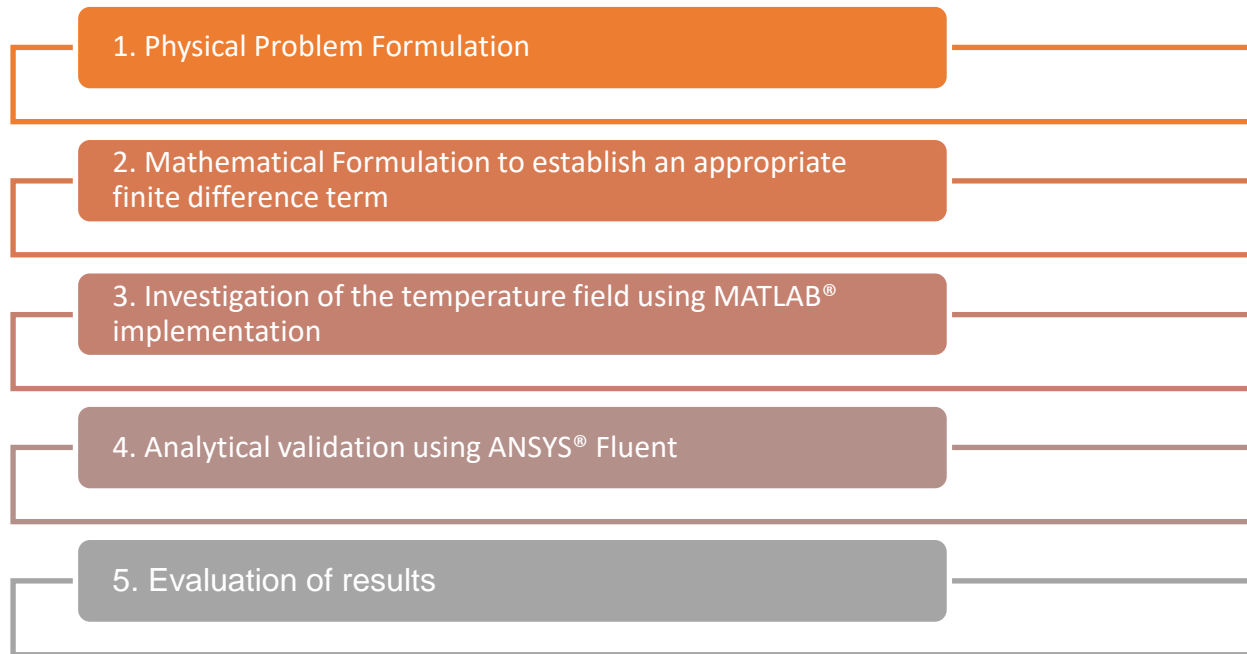 1. Physical Problem Formulation
2. Mathematical Formulation to establish an appropriate
finite difference term
3. Investigation of the temperature field using MATLAB®
implementation
4. Analytical validation using ANSYS® Fluent
5. Evaluation of results